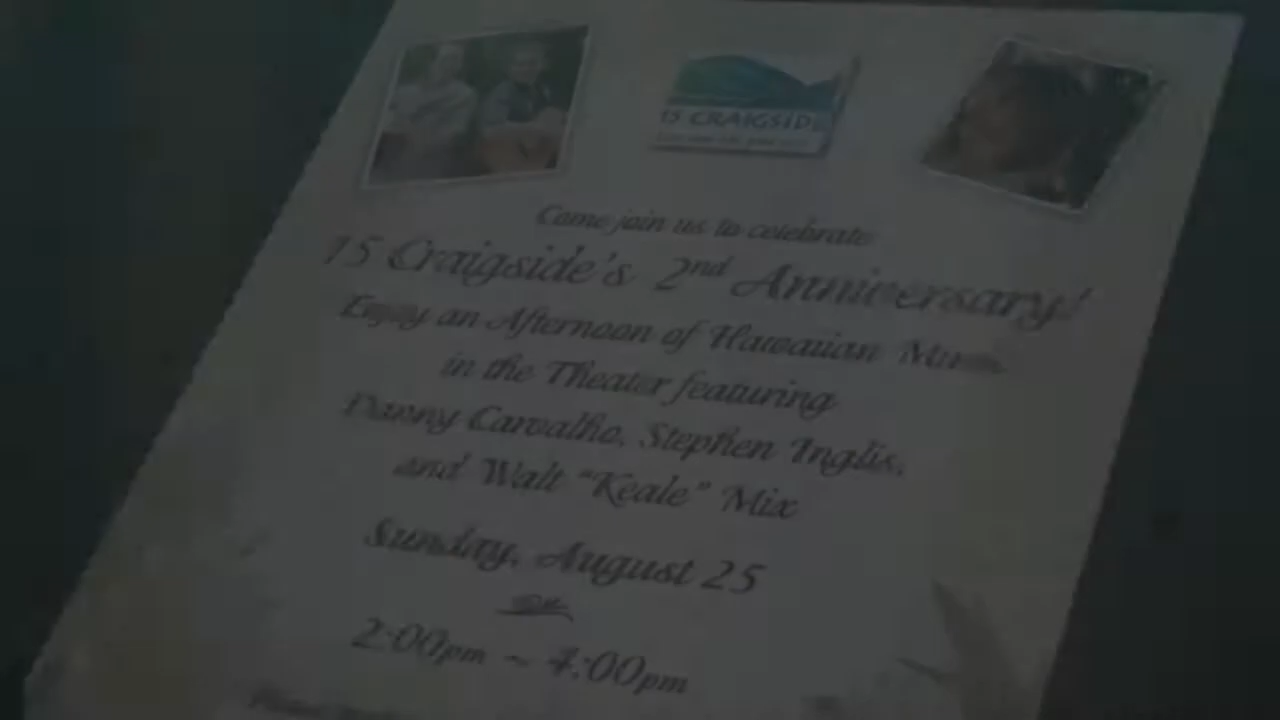 15 CRAIGSIDE
Come join us to celebrate
15 Craigside's 2nd Anniversary!
Enjoy an Afternoon of Hawaiian Music
in the Theater featuring
Danny Carvalho, Stephen Inglis,
and Walt "Keale" Mix
Sunday, August 25
2:00pm ~ 4:00pm